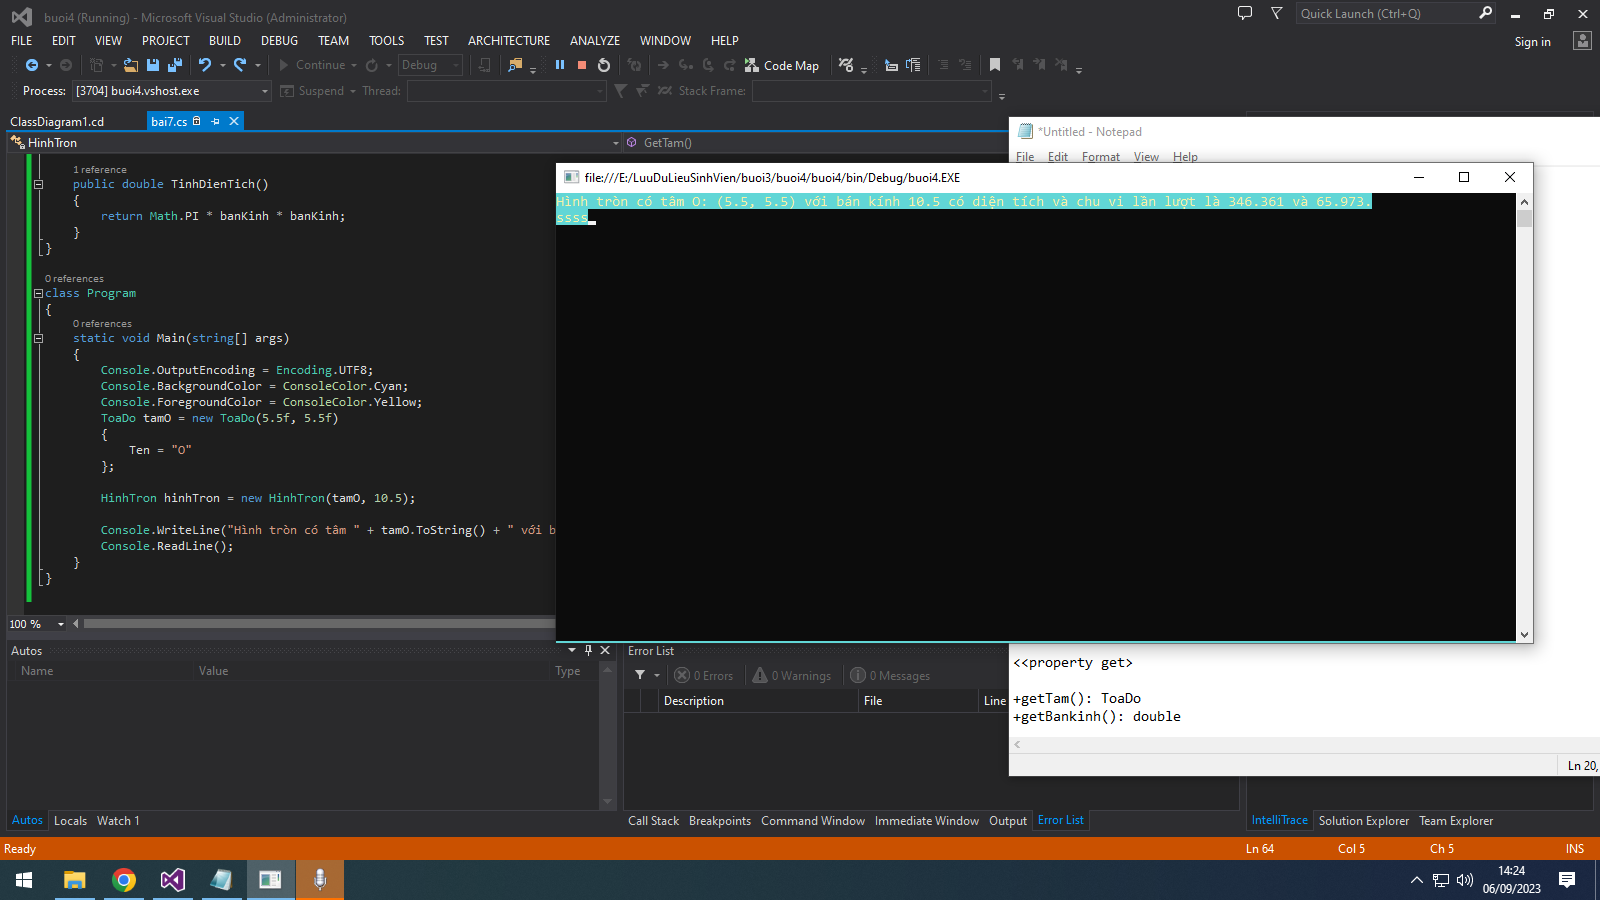 buoi4 (Running) - Microsoft Visual Studio (Administrator)
Quick Launch (Ctrl+Q)
FILE EDIT VIEW PROJECT BUILD DEBUG TEAM TOOLS TEST ARCHITECTURE ANALYZE WINDOW HELP
Sign in
Continue Debug Code Map
Process: [3704] buoi4.vshost.exe Suspend Thread: Stack Frame:
ClassDiagram1.cd bai7.cs
HinhTron GetTam()
1 reference
public double TinhDienTich()
{
return Math.PI * banKinh * banKinh;
}
}
0 references
class Program
{
0 references
static void Main(string[] args)
{
Console.OutputEncoding = Encoding.UTF8;
Console.BackgroundColor = ConsoleColor.Cyan;
Console.ForegroundColor = ConsoleColor.Yellow;
ToaDo tamO = new ToaDo(5.5f, 5.5f)
{
Ten = "O"
};
HinhTron hinhTron = new HinhTron(tamO, 10.5);
Console.WriteLine("Hình tròn có tâm " + tamO.ToString() + " với b
Console.ReadLine();
}
}
100 %
*Untitled - Notepad
File Edit Format View Help
file:///E:/LuuDuLieuSinhVien/buoi3/buoi4/buoi4/bin/Debug/buoi4.EXE
Hình tròn có tâm O: (5.5, 5.5) với bán kính 10.5 có diện tích và chu vi lần lượt là 346.361 và 65.973.
ssss
<<property get>
+getTam(): ToaDo
+getBankinh(): double
Ln 20,
Autos
Name Value Type
Error List
0 Errors 0 Warnings 0 Messages
Description File Line
Autos Locals Watch 1
Call Stack Breakpoints Command Window Immediate Window Output Error List
IntelliTrace Solution Explorer Team Explorer
Ready Ln 64 Col 5 Ch 5 INS
14:24
06/09/2023